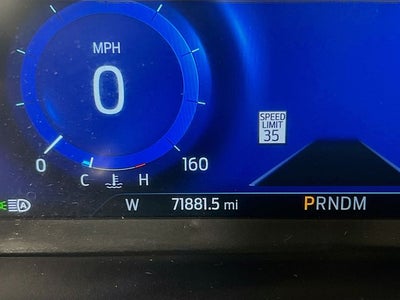 MPH
0
SPEED
LIMIT
35
0 160
C H
A W 71881.5 mi PRNDM